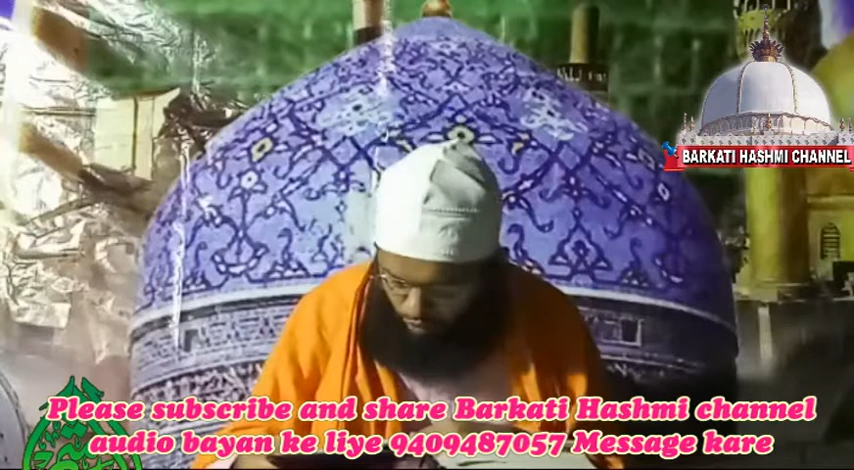 BARKATI HASHMI CHANNEL
Please subscribe and share Barkati Hashmi channel
audio bayan ke liye 9409487057 Message kare